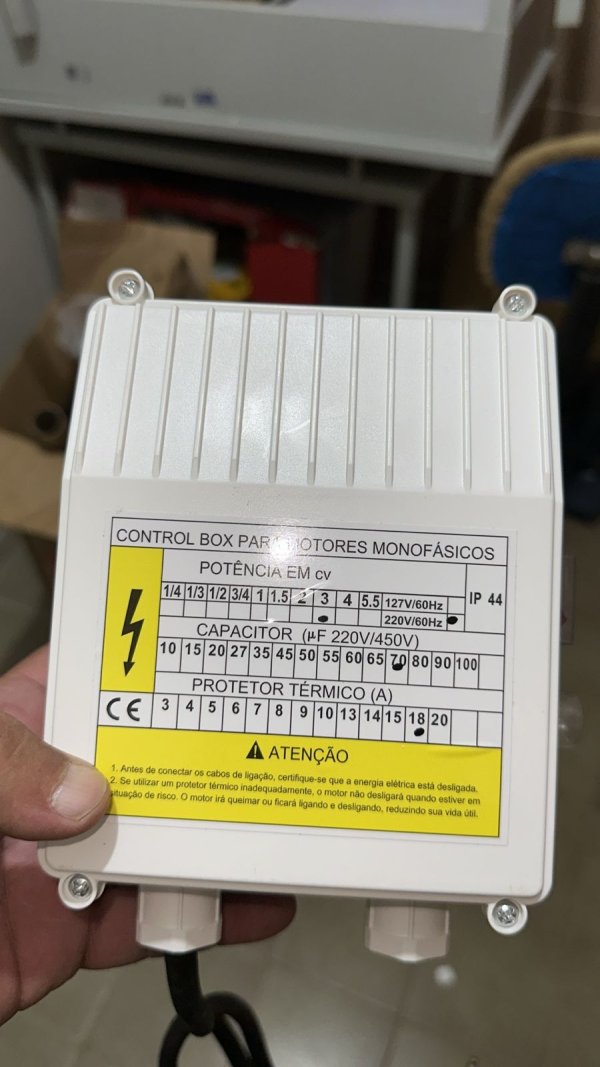 CONTROL BOX PARA MOTORES MONOFÁSICOS
POTÊNCIA EM cv
1/4 1/3 1/2 3/4 1 1.5 2 3 4 5.5 127V/60Hz
220V/60Hz
IP 44
CAPACITOR (µF 220V/450V)
10 15 20 27 35 45 50 55 60 65 70 80 90 100
PROTETOR TÉRMICO (A)
CE 3 4 5 6 7 8 9 10 13 14 15 18 20
ATENÇÃO
1. Antes de conectar os cabos de ligação, certifique-se que a energia elétrica está desligada.
2. Se utilizar um protetor térmico inadequadamente, o motor não desligará quando estiver em
situação de risco. O motor irá queimar ou ficará ligando e desligando, reduzindo sua vida útil.